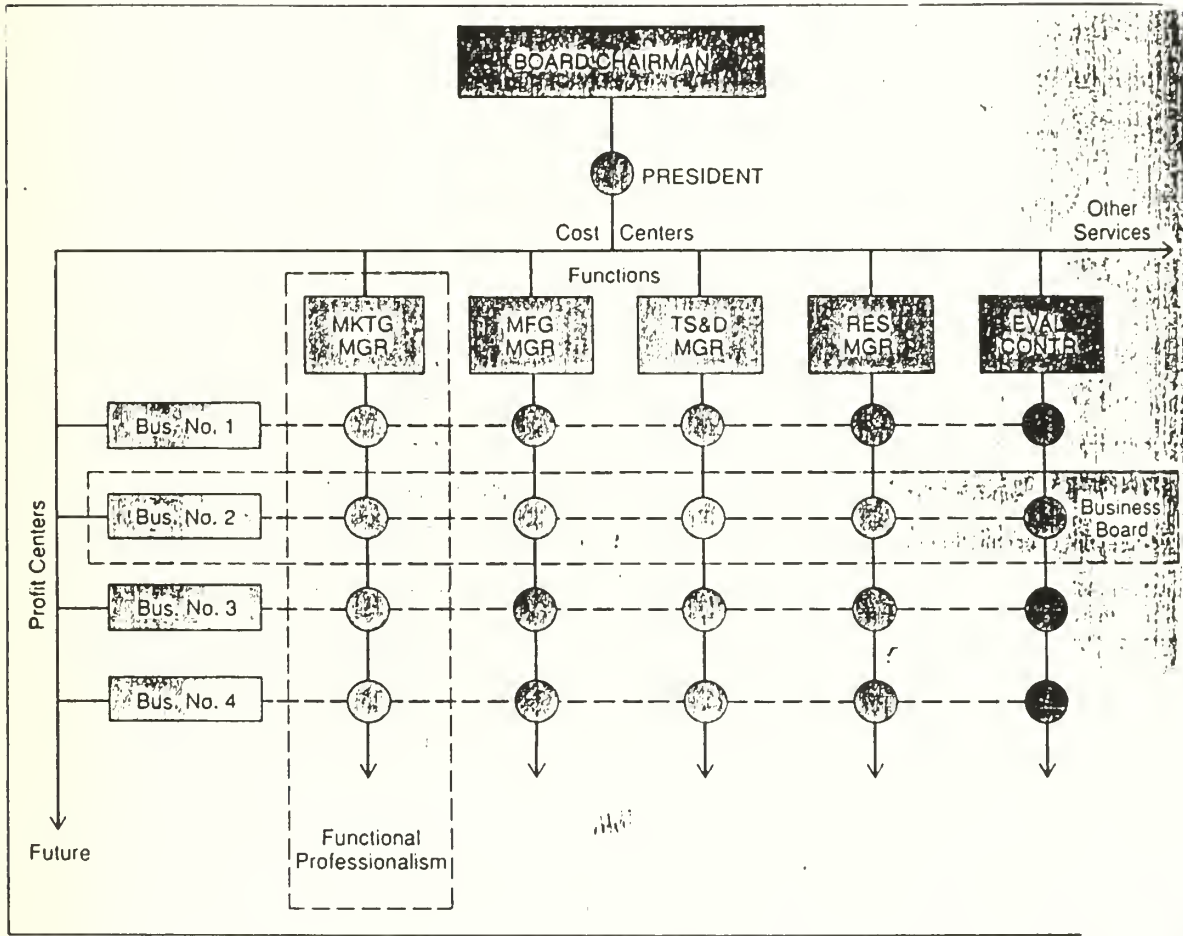 BOARD CHAIRMAN
PRESIDENT
Cost Centers
Other
Services
Functions
MKTG
MGR
MFG
MGR
TS&D
MGR
RES
MGR
EVAL
CONTR
Profit Centers
Bus. No. 1
Bus. No. 2
Business
Board
Bus. No. 3
Bus. No. 4
Future
Functional
Professionalism